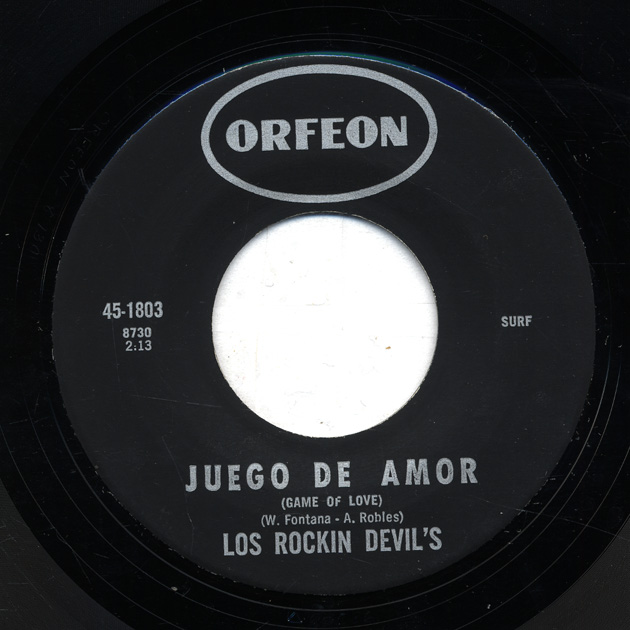 ORFEON
45-1803
8730
2:13
SURF
JUEGO DE AMOR
(GAME OF LOVE)
(W. Fontana - A. Robles)
LOS ROCKIN DEVIL'S